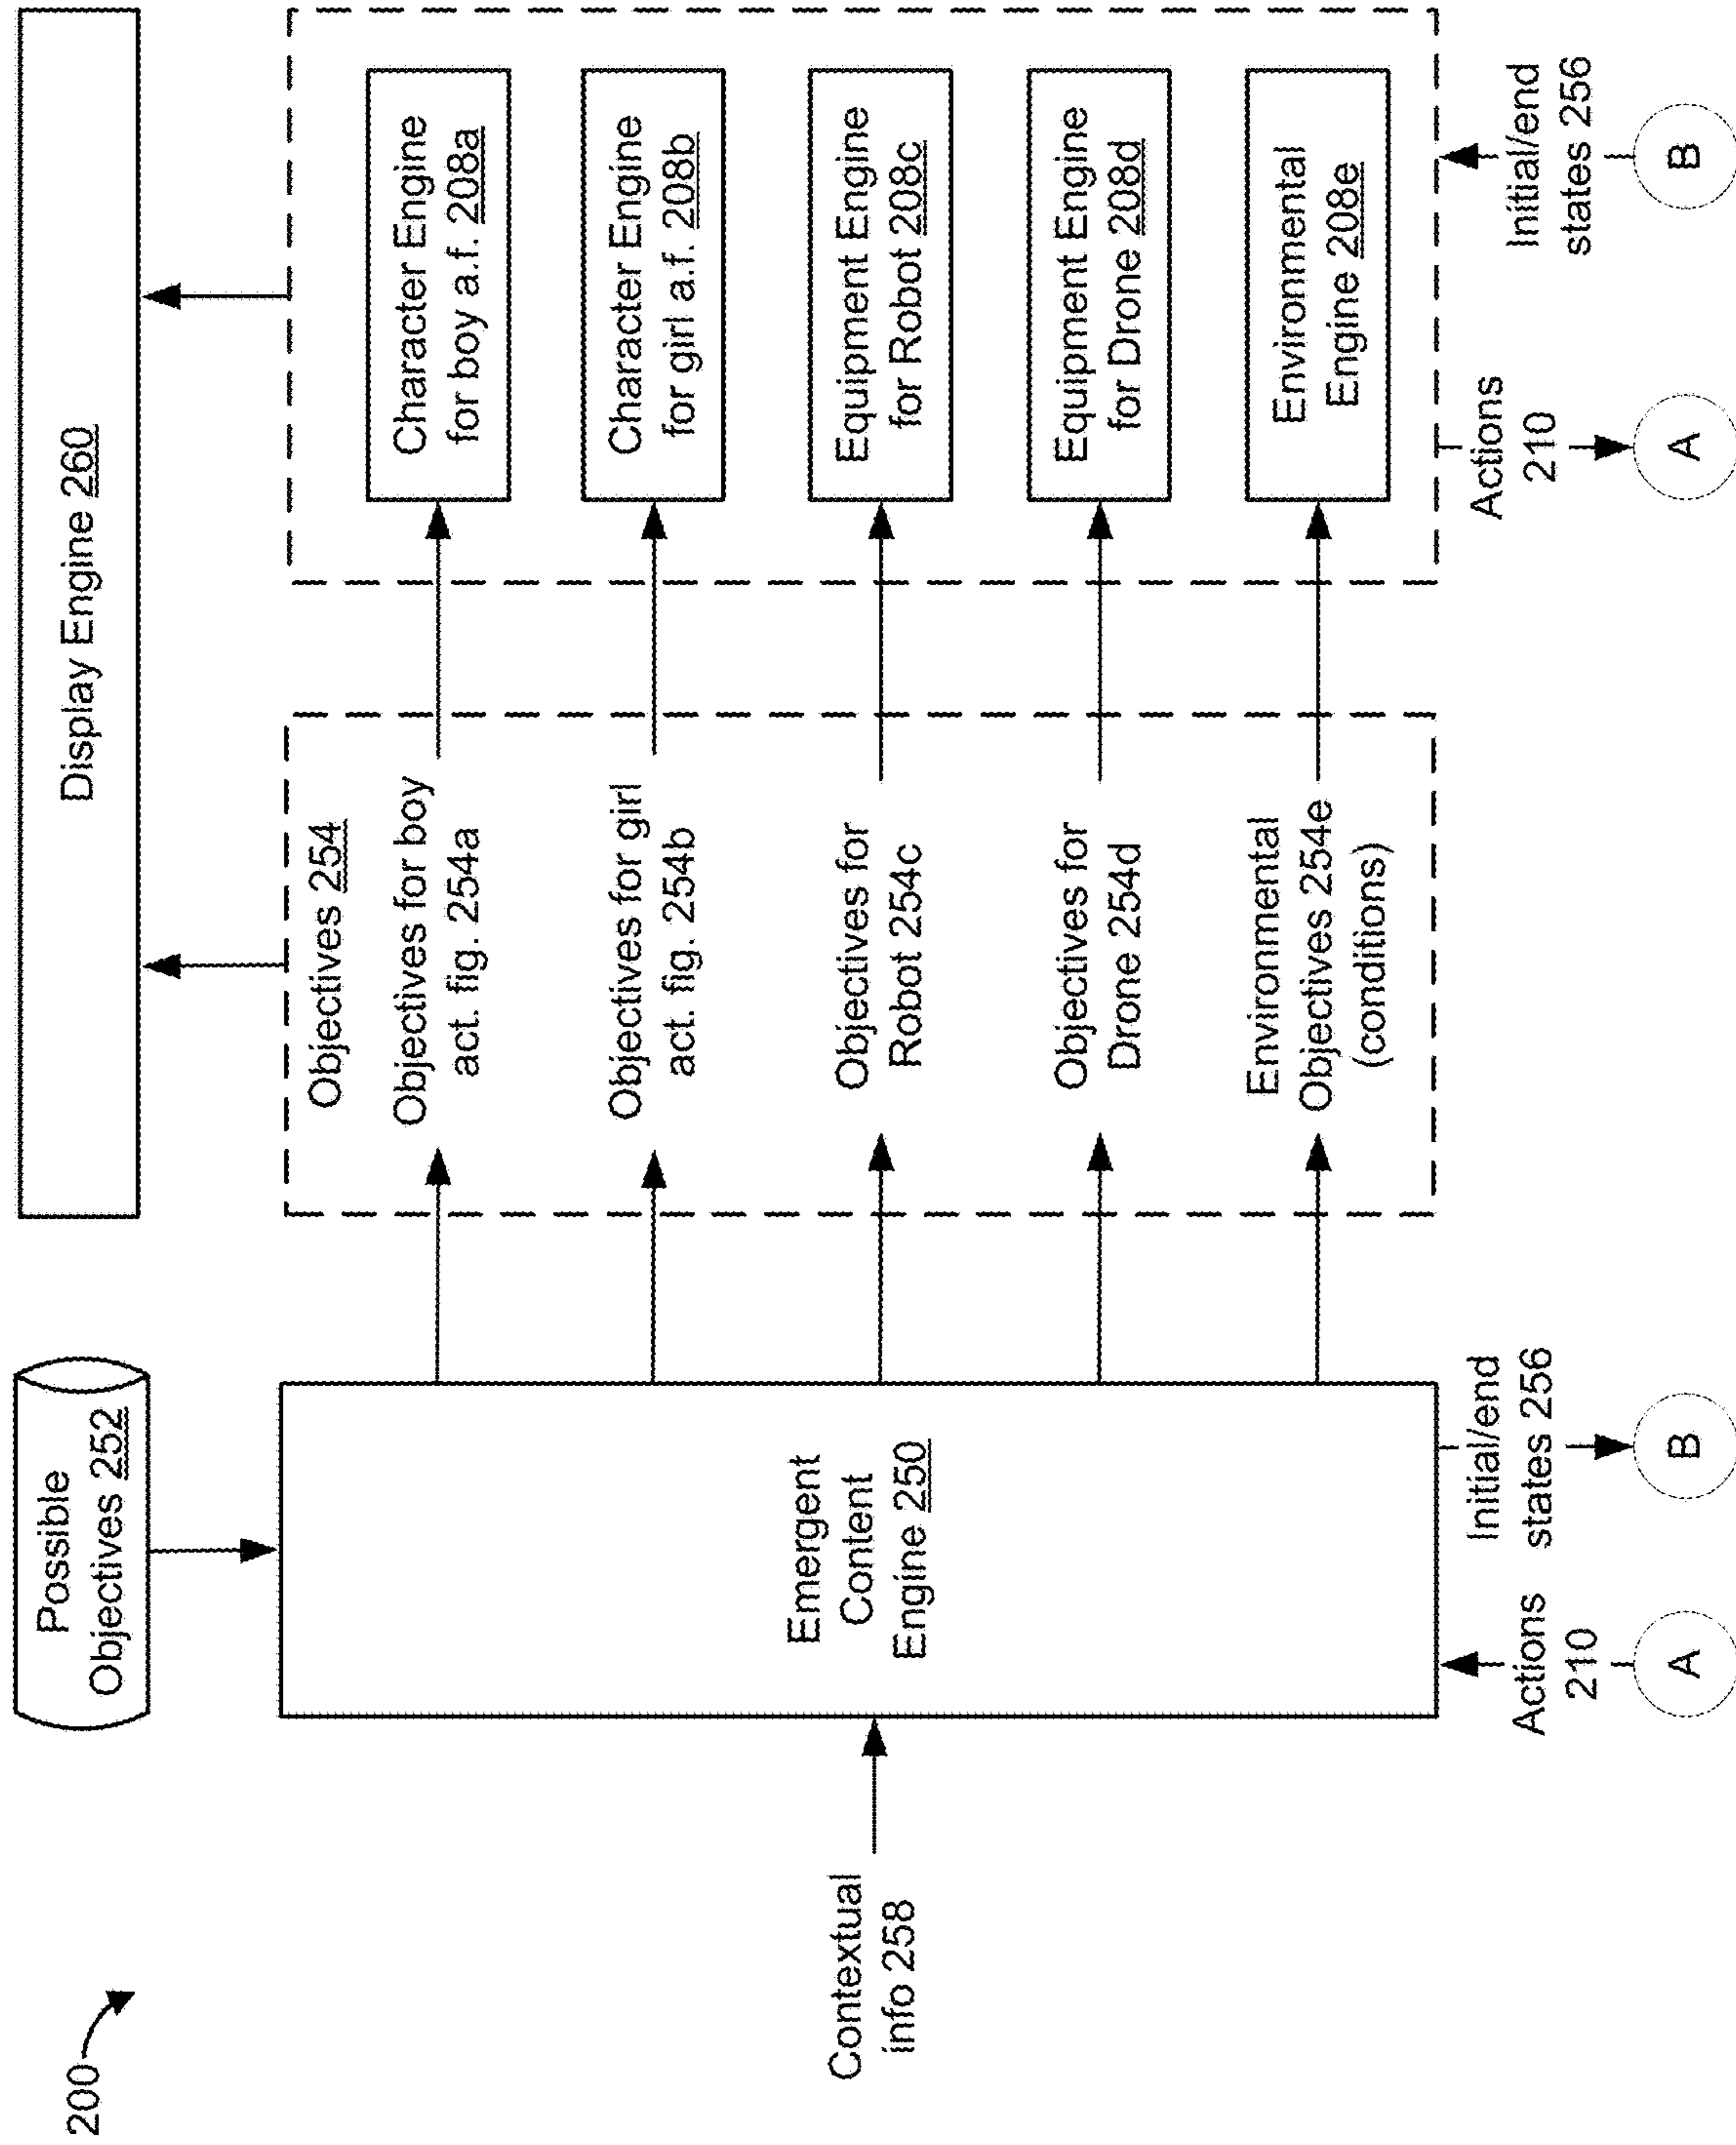 200
Possible
Objectives 252
Display Engine 260
Contextual
info 258
Emergent
Content
Engine 250
Objectives 254
Objectives for boy
act. fig. 254a
Objectives for girl
act. fig. 254b
Objectives for
Robot 254c
Objectives for
Drone 254d
Environmental
Objectives 254e
(conditions)
Character Engine
for boy a.f. 208a
Character Engine
for girl a.f. 208b
Equipment Engine
for Robot 208c
Equipment Engine
for Drone 208d
Environmental
Engine 208e
Actions
210
A
Initial/end
states 256
B
Actions
210
A
Initial/end
states 256
B